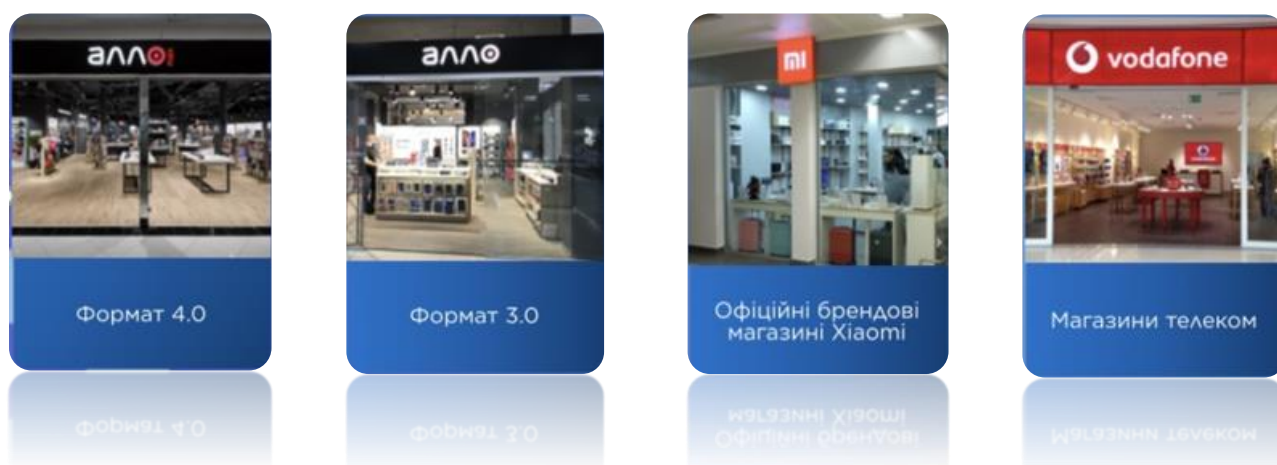 алло
Формат 4.0
алло
Формат 3.0
mi
Офіційні брендові
магазині Xiaomi
vodafone
Магазини телеком